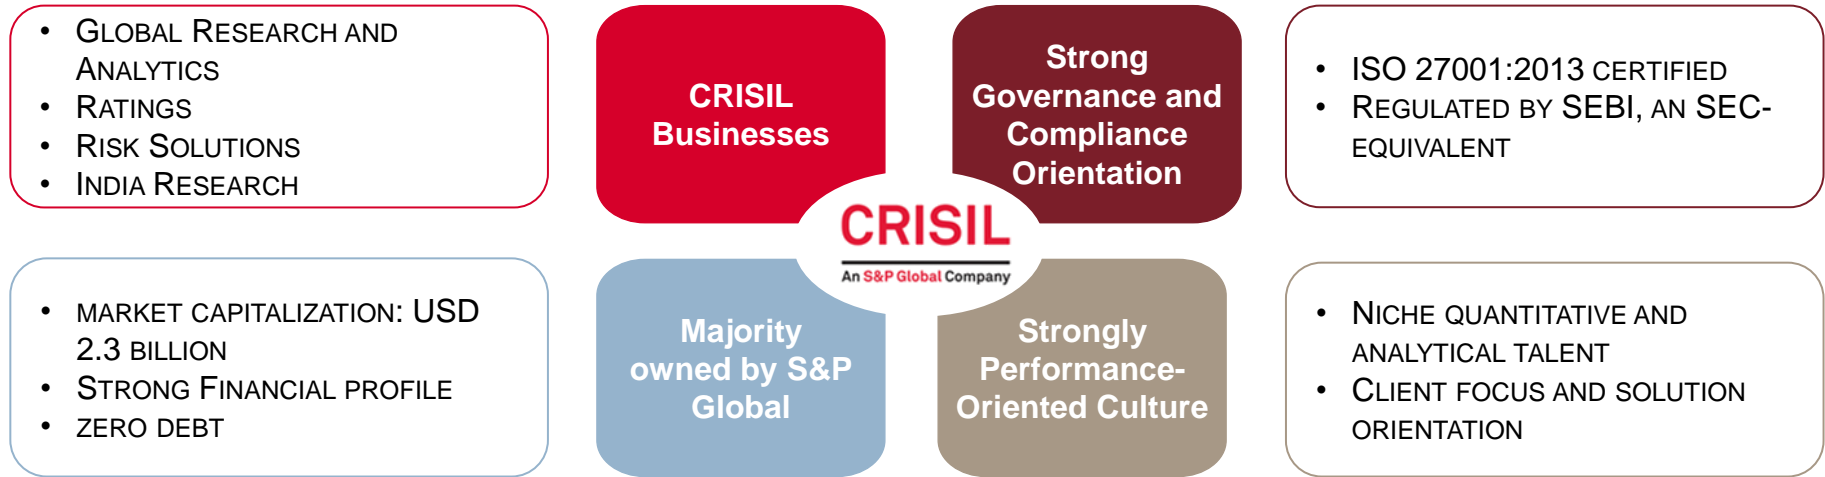 • Global Research and
Analytics
• Ratings
• Risk Solutions
• India Research
CRISIL
Businesses
Strong
Governance and
Compliance
Orientation
• ISO 27001:2013 certified
• Regulated by SEBI, an SEC-
equivalent
CRISIL
An S&P Global Company
• market capitalization: USD
2.3 billion
• Strong Financial profile
• zero debt
Majority
owned by S&P
Global
Strongly
Performance-
Oriented Culture
• Niche quantitative and
analytical talent
• Client focus and solution
orientation